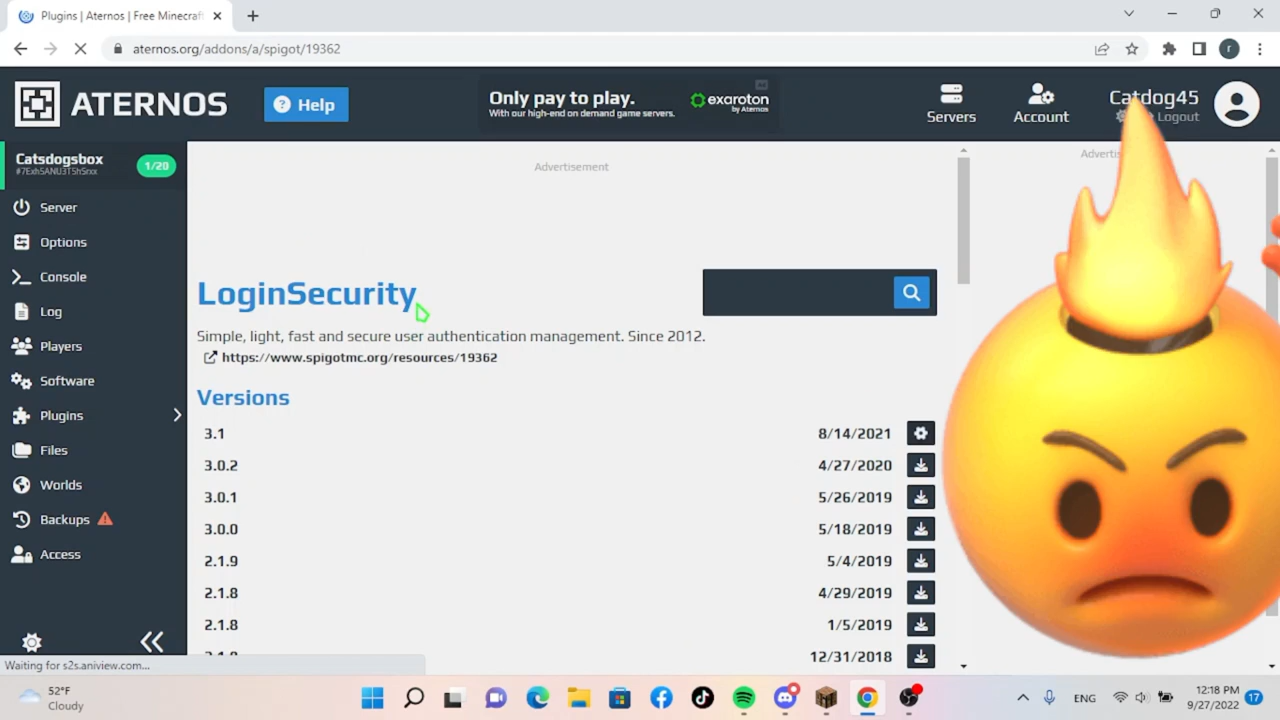 Plugins | Aternos | Free Minecraft
aternos.org/addons/a/spigot/19362
r
ATERNOS
Help
Only pay to play.
With our high-end on demand game servers.
exaroton
by Aternos
Ad
Servers
Account
Catdog45
Logout
Catsdogsbox
1/20
Server
Options
Console
Log
Players
Software
Plugins
Files
Worlds
Backups
Access
Advertisement
LoginSecurity
Simple, light, fast and secure user authentication management. Since 2012.
https://www.spigotmc.org/resources/19362
Versions
3.1 8/14/2021
3.0.2 4/27/2020
3.0.1 5/26/2019
3.0.0 5/18/2019
2.1.9 5/4/2019
2.1.8 4/29/2019
2.1.8 1/5/2019
12/31/2018
Waiting for s2s.aniview.com...
52°F
Cloudy
ENG
12:18 PM
9/27/2022
17